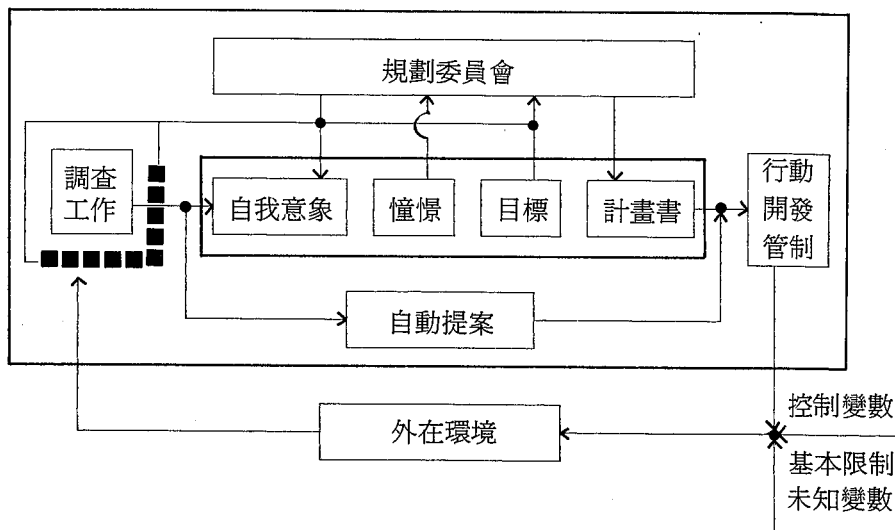 規劃委員會
調查
工作
自我意象
憧憬
目標
計畫書
行動
開發
管制
自動提案
外在環境
控制變數
基本限制
未知變數